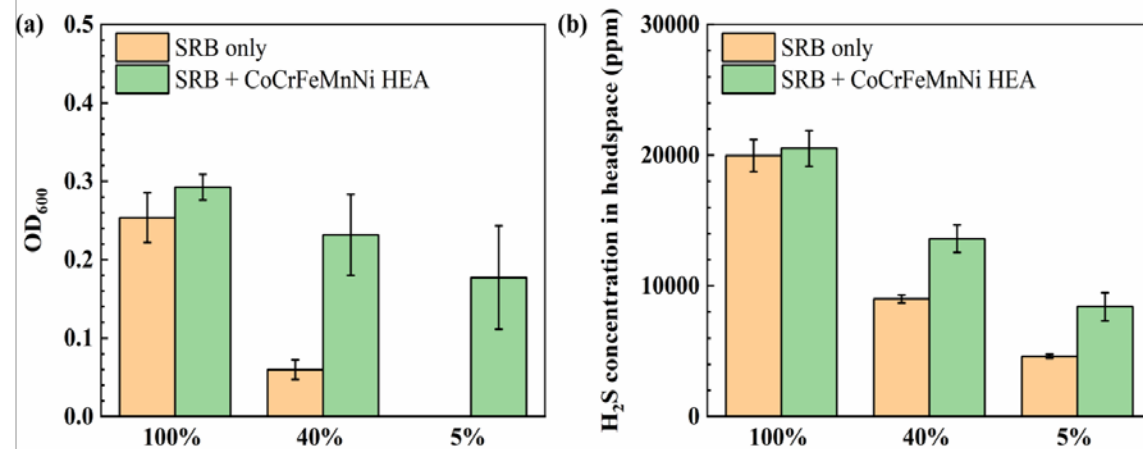 (a)
OD₆₀₀
0.5
0.4
0.3
0.2
0.1
0.0
SRB only
SRB + CoCrFeMnNi HEA
100% 40% 5%
(b)
H₂S concentration in headspace (ppm)
30000
20000
10000
0
SRB only
SRB + CoCrFeMnNi HEA
100% 40% 5%